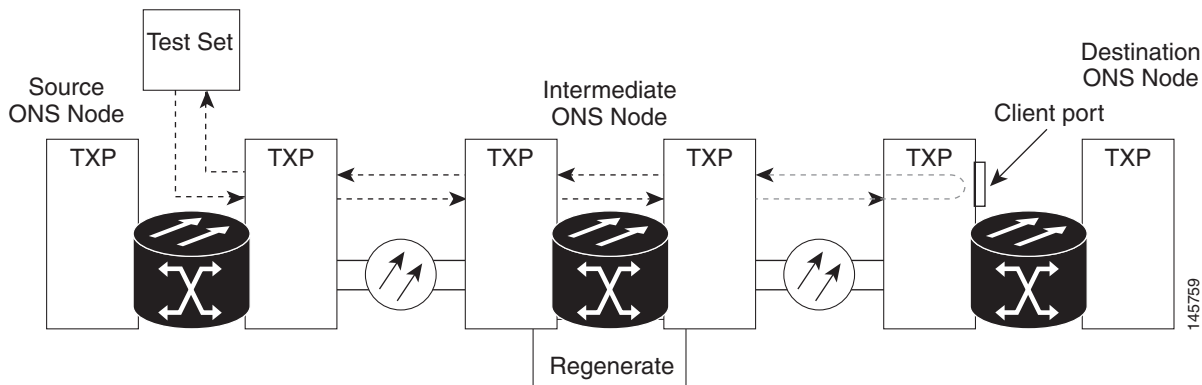 Test Set
Source
ONS Node
Intermediate
ONS Node
Destination
ONS Node
Client port
TXP
TXP
TXP
TXP
TXP
TXP
Regenerate
145759